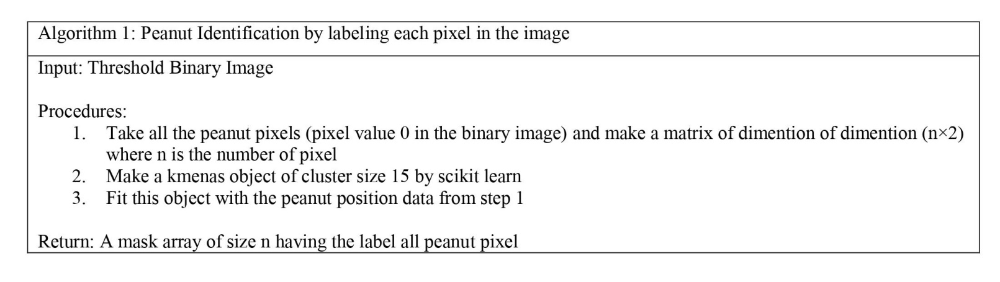 Algorithm 1: Peanut Identification by labeling each pixel in the image
Input: Threshold Binary Image
Procedures:
1. Take all the peanut pixels (pixel value 0 in the binary image) and make a matrix of dimention of dimention (n×2)
where n is the number of pixel
2. Make a kmenas object of cluster size 15 by scikit learn
3. Fit this object with the peanut position data from step 1
Return: A mask array of size n having the label all peanut pixel